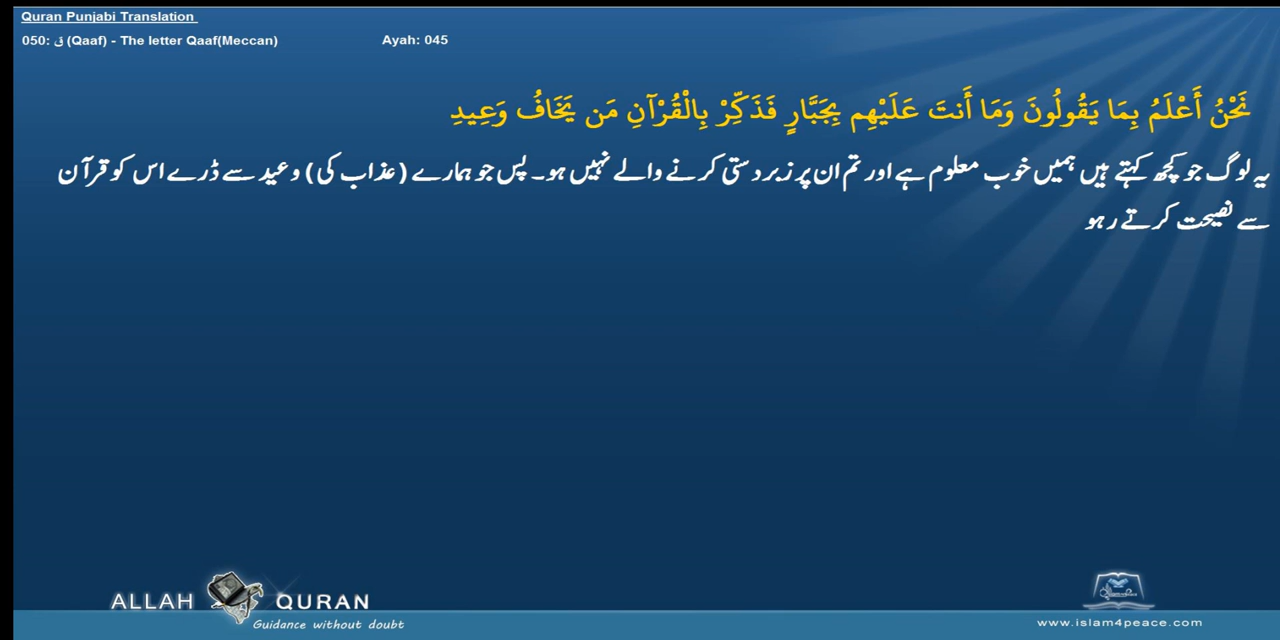 Quran Punjabi Translation
050: ق (Qaaf) - The letter Qaaf(Meccan) Ayah: 045
نَحْنُ أَعْلَمُ بِمَا يَقُولُونَ وَمَا أَنتَ عَلَيْهِم بِجَبَّارٍ فَذَكِّرْ بِالْقُرْآنِ مَن يَخَافُ وَعِيدِ
یہ لوگ جو کچھ کہتے ہیں ہمیں خوب معلوم ہے اور تم ان پر زبردستی کرنے والے نہیں ہو۔ پس جو ہمارے (عذاب کی) وعید سے ڈرے اس کو قرآن
سے نصیحت کرتے رہو
ALLAH QURAN
Guidance without doubt
www.islam4peace.com